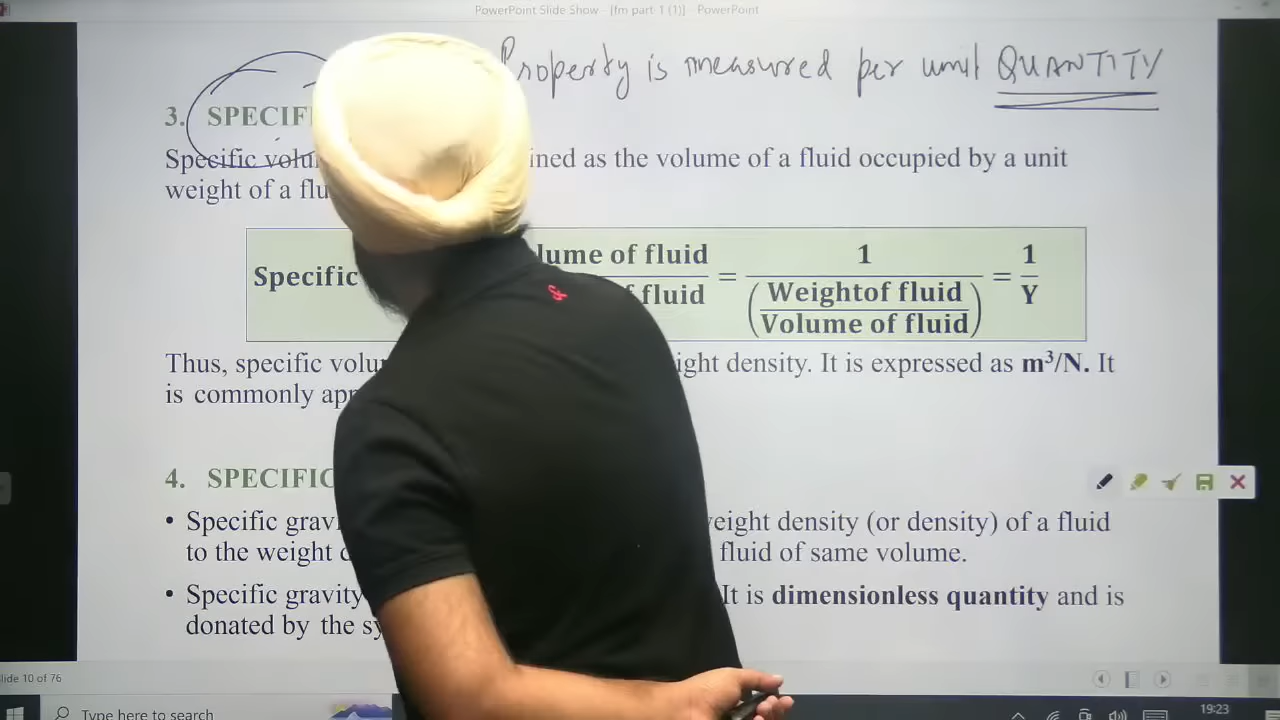 PowerPoint Slide Show - [fm part 1 (1)] - PowerPoint
Property is measured per unit QUANTITY
3. SPECIF
Specific volu ined as the volume of a fluid occupied by a unit
weight of a flu
Specific lume of fluid = 1 = 1
fluid (Weightof fluid Υ
Volume of fluid)
Thus, specific volu ight density. It is expressed as m³/N. It
is commonly app
4. SPECIFIC
• Specific gravi eight density (or density) of a fluid
to the weight d fluid of same volume.
• Specific gravity It is dimensionless quantity and is
donated by the sy
lide 10 of 76
Type here to search
19:23